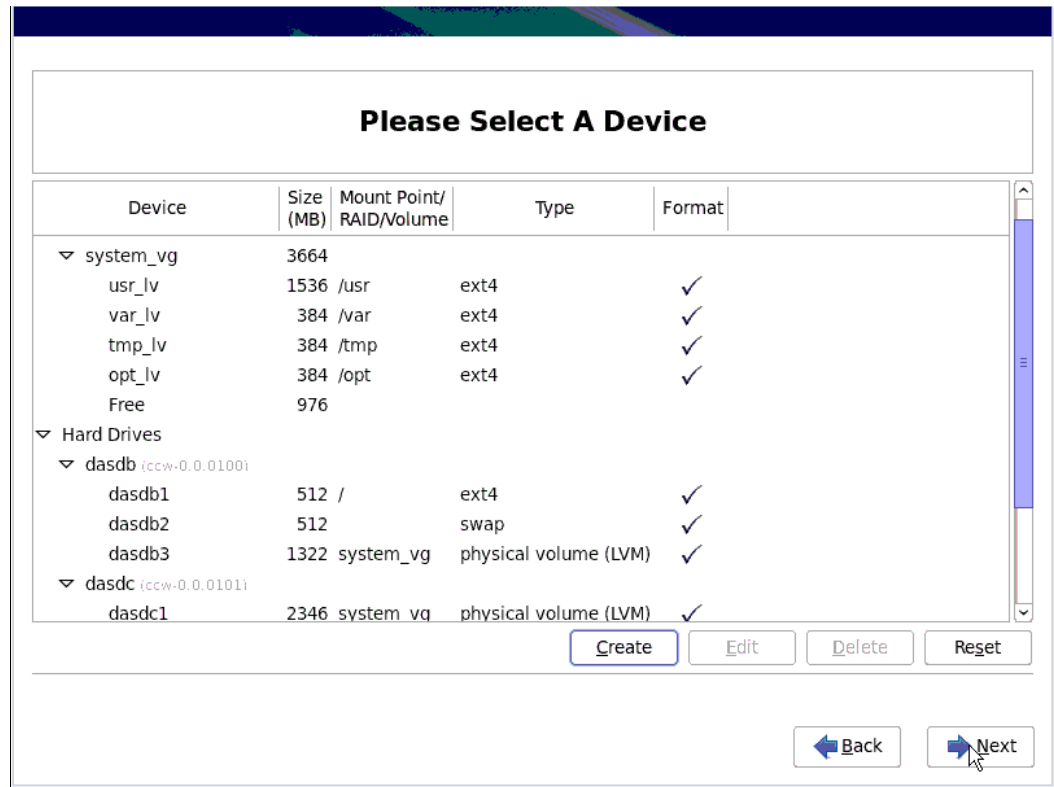 Please Select A Device
Device Size (MB) Mount Point/ RAID/Volume Type Format
system_vg 3664
usr_lv 1536 /usr ext4
var_lv 384 /var ext4
tmp_lv 384 /tmp ext4
opt_lv 384 /opt ext4
Free 976
Hard Drives
dasdb (ccw-0.0.0100)
dasdb1 512 / ext4
dasdb2 512 swap
dasdb3 1322 system_vg physical volume (LVM)
dasdc (ccw-0.0.0101)
dasdc1 2346 system_vg physical volume (LVM)
Create Edit Delete Reset
Back Next